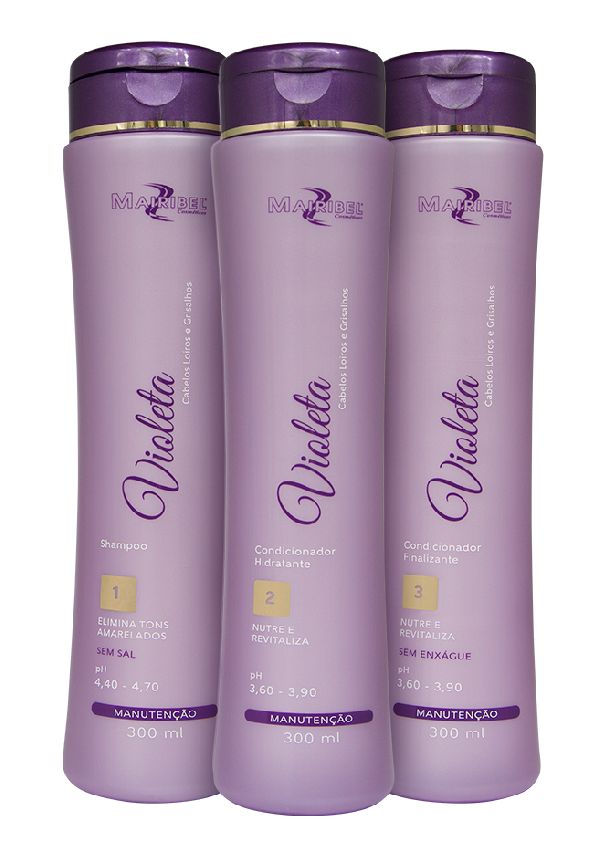 MAIRIBEL
Cosméticos
Cabelos Loiros e Grisalhos
Violeta
Shampoo
1
ELIMINA TONS
AMARELADOS
SEM SAL
pH
4,40 - 4,70
MANUTENÇÃO
300 ml
MAIRIBEL
Cosméticos
Cabelos Loiros e Grisalhos
Violeta
Condicionador
Hidratante
2
NUTRE E
REVITALIZA
pH
3,60 - 3,90
MANUTENÇÃO
300 ml
MAIRIBEL
Cosméticos
Cabelos Loiros e Grisalhos
Violeta
Condicionador
Finalizante
3
NUTRE E
REVITALIZA
SEM ENXÁGUE
pH
3,60 - 3,90
MANUTENÇÃO
300 ml